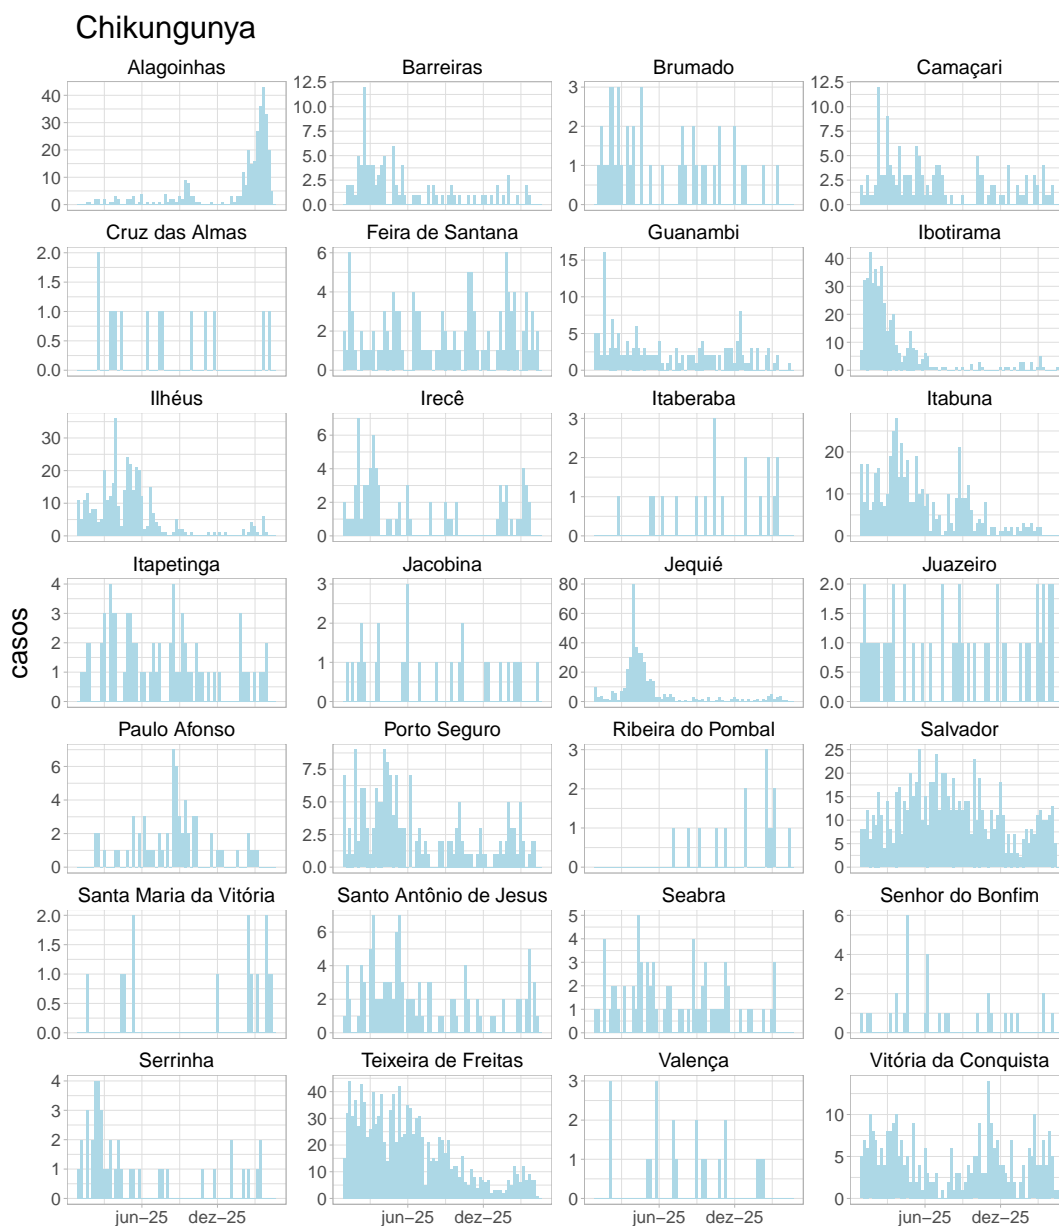 Chikungunya
Alagoinhas Barreiras Brumado Camaçari
40 30 20 10 0 12.5 10.0 7.5 5.0 2.5 0.0 3 2 1 0 12.5 10.0 7.5 5.0 2.5 0.0
Cruz das Almas Feira de Santana Guanambi Ibotirama
2.0 1.5 1.0 0.5 0.0 6 4 2 0 15 10 5 0 40 30 20 10 0
Ilhéus Irecê Itaberaba Itabuna
30 20 10 0 6 4 2 0 3 2 1 0 20 10 0
Itapetinga Jacobina Jequié Juazeiro
4 3 2 1 0 3 2 1 0 80 60 40 20 0 2.0 1.5 1.0 0.5 0.0
casos
Paulo Afonso Porto Seguro Ribeira do Pombal Salvador
6 4 2 0 7.5 5.0 2.5 0.0 3 2 1 0 25 20 15 10 5 0
Santa Maria da Vitória Santo Antônio de Jesus Seabra Senhor do Bonfim
2.0 1.5 1.0 0.5 0.0 6 4 2 0 5 4 3 2 1 0 6 4 2 0
Serrinha Teixeira de Freitas Valença Vitória da Conquista
4 3 2 1 0 40 30 20 10 0 3 2 1 0 10 5 0
jun–25 dez–25 jun–25 dez–25 jun–25 dez–25 jun–25 dez–25